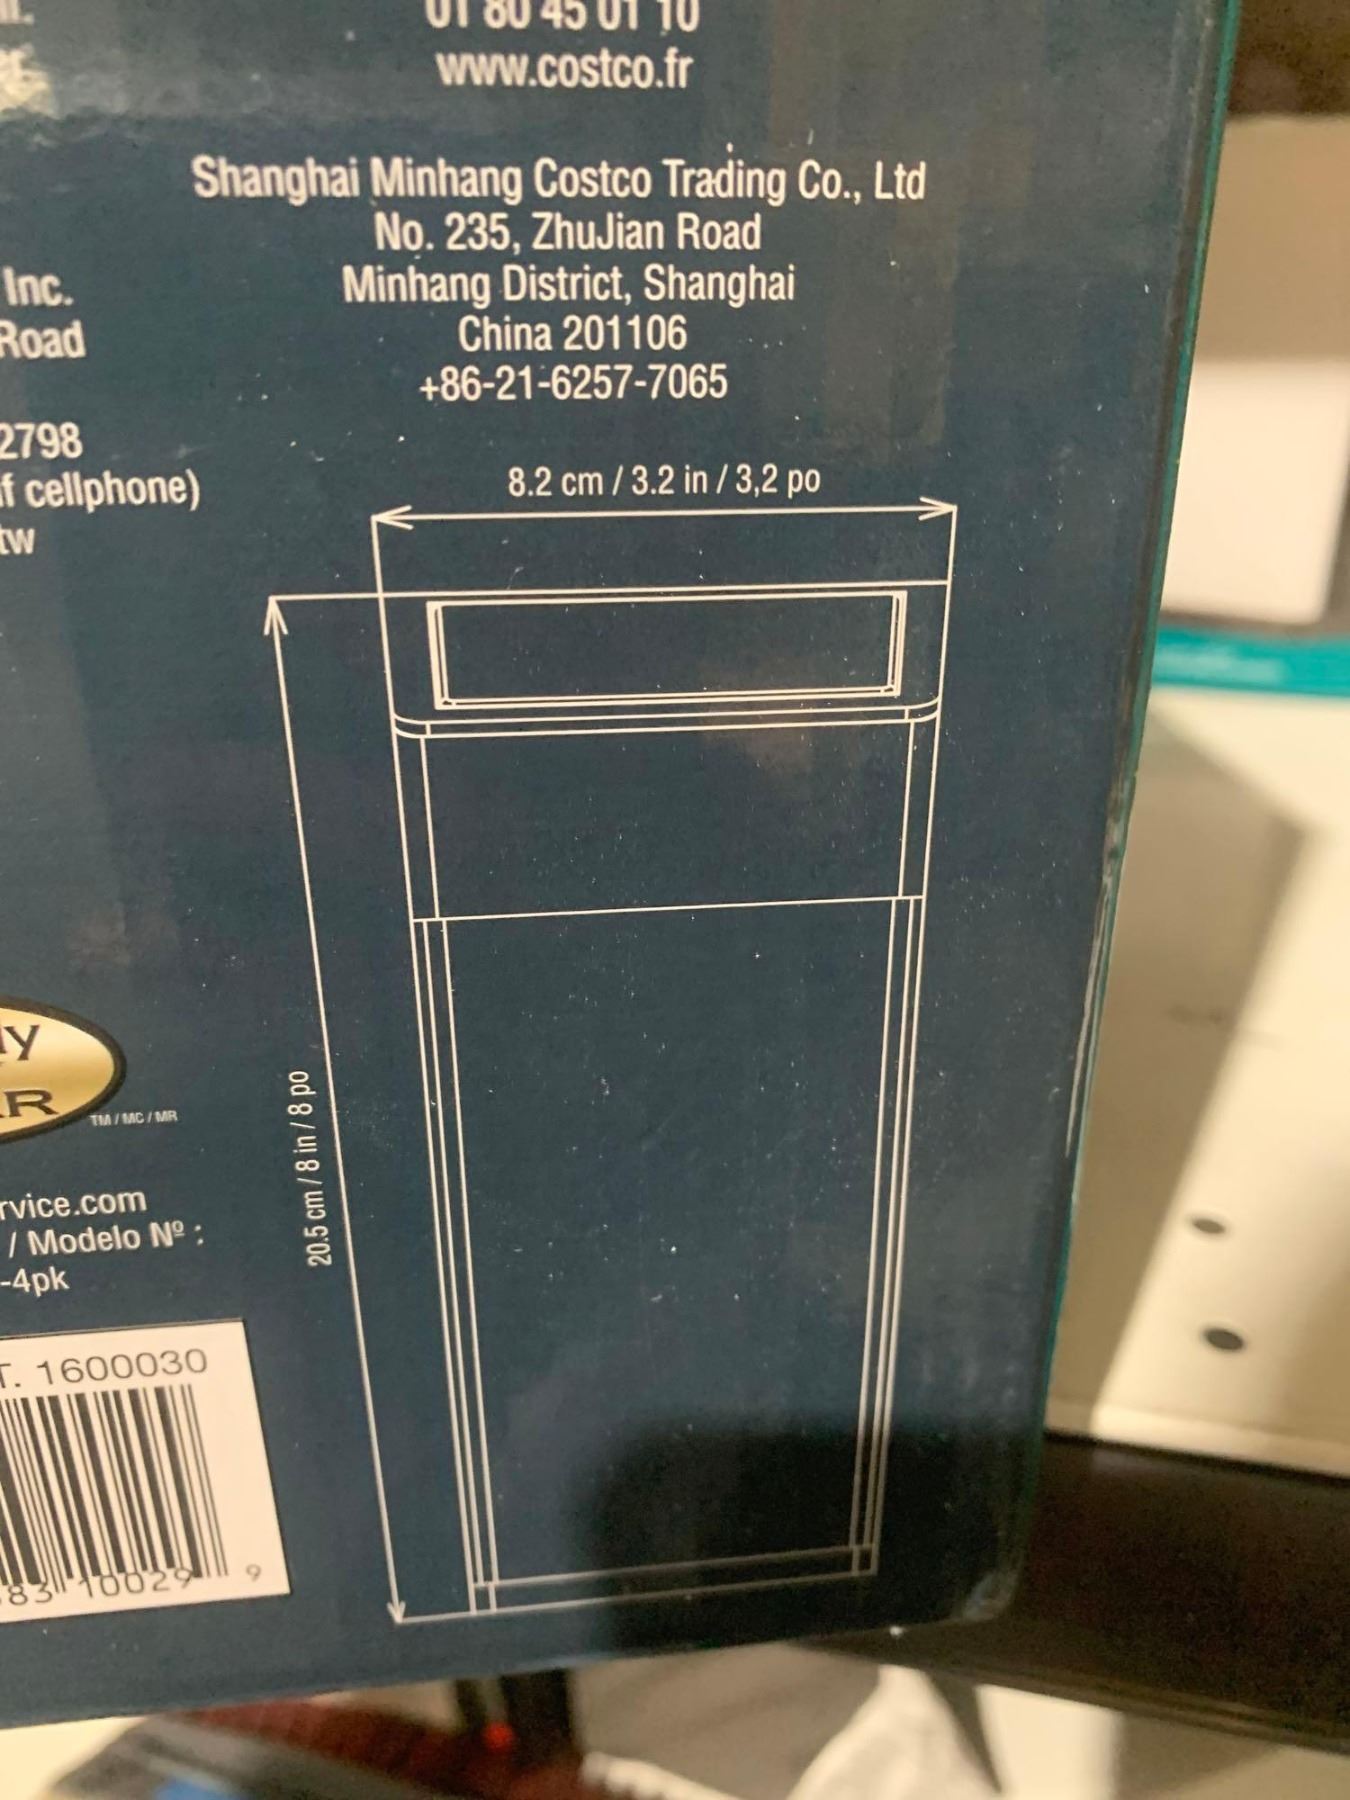 01 80 45 01 10
www.costco.fr
Shanghai Minhang Costco Trading Co., Ltd
No. 235, ZhuJian Road
Minhang District, Shanghai
China 201106
+86-21-6257-7065
Inc.
Road
2798
f cellphone)
tw
8.2 cm / 3.2 in / 3,2 po
20.5 cm / 8 in / 8 po
ly
AR
TM / MC / MR
rvice.com
/ Modelo Nº :
-4pk
T. 1600030
83 10029 9